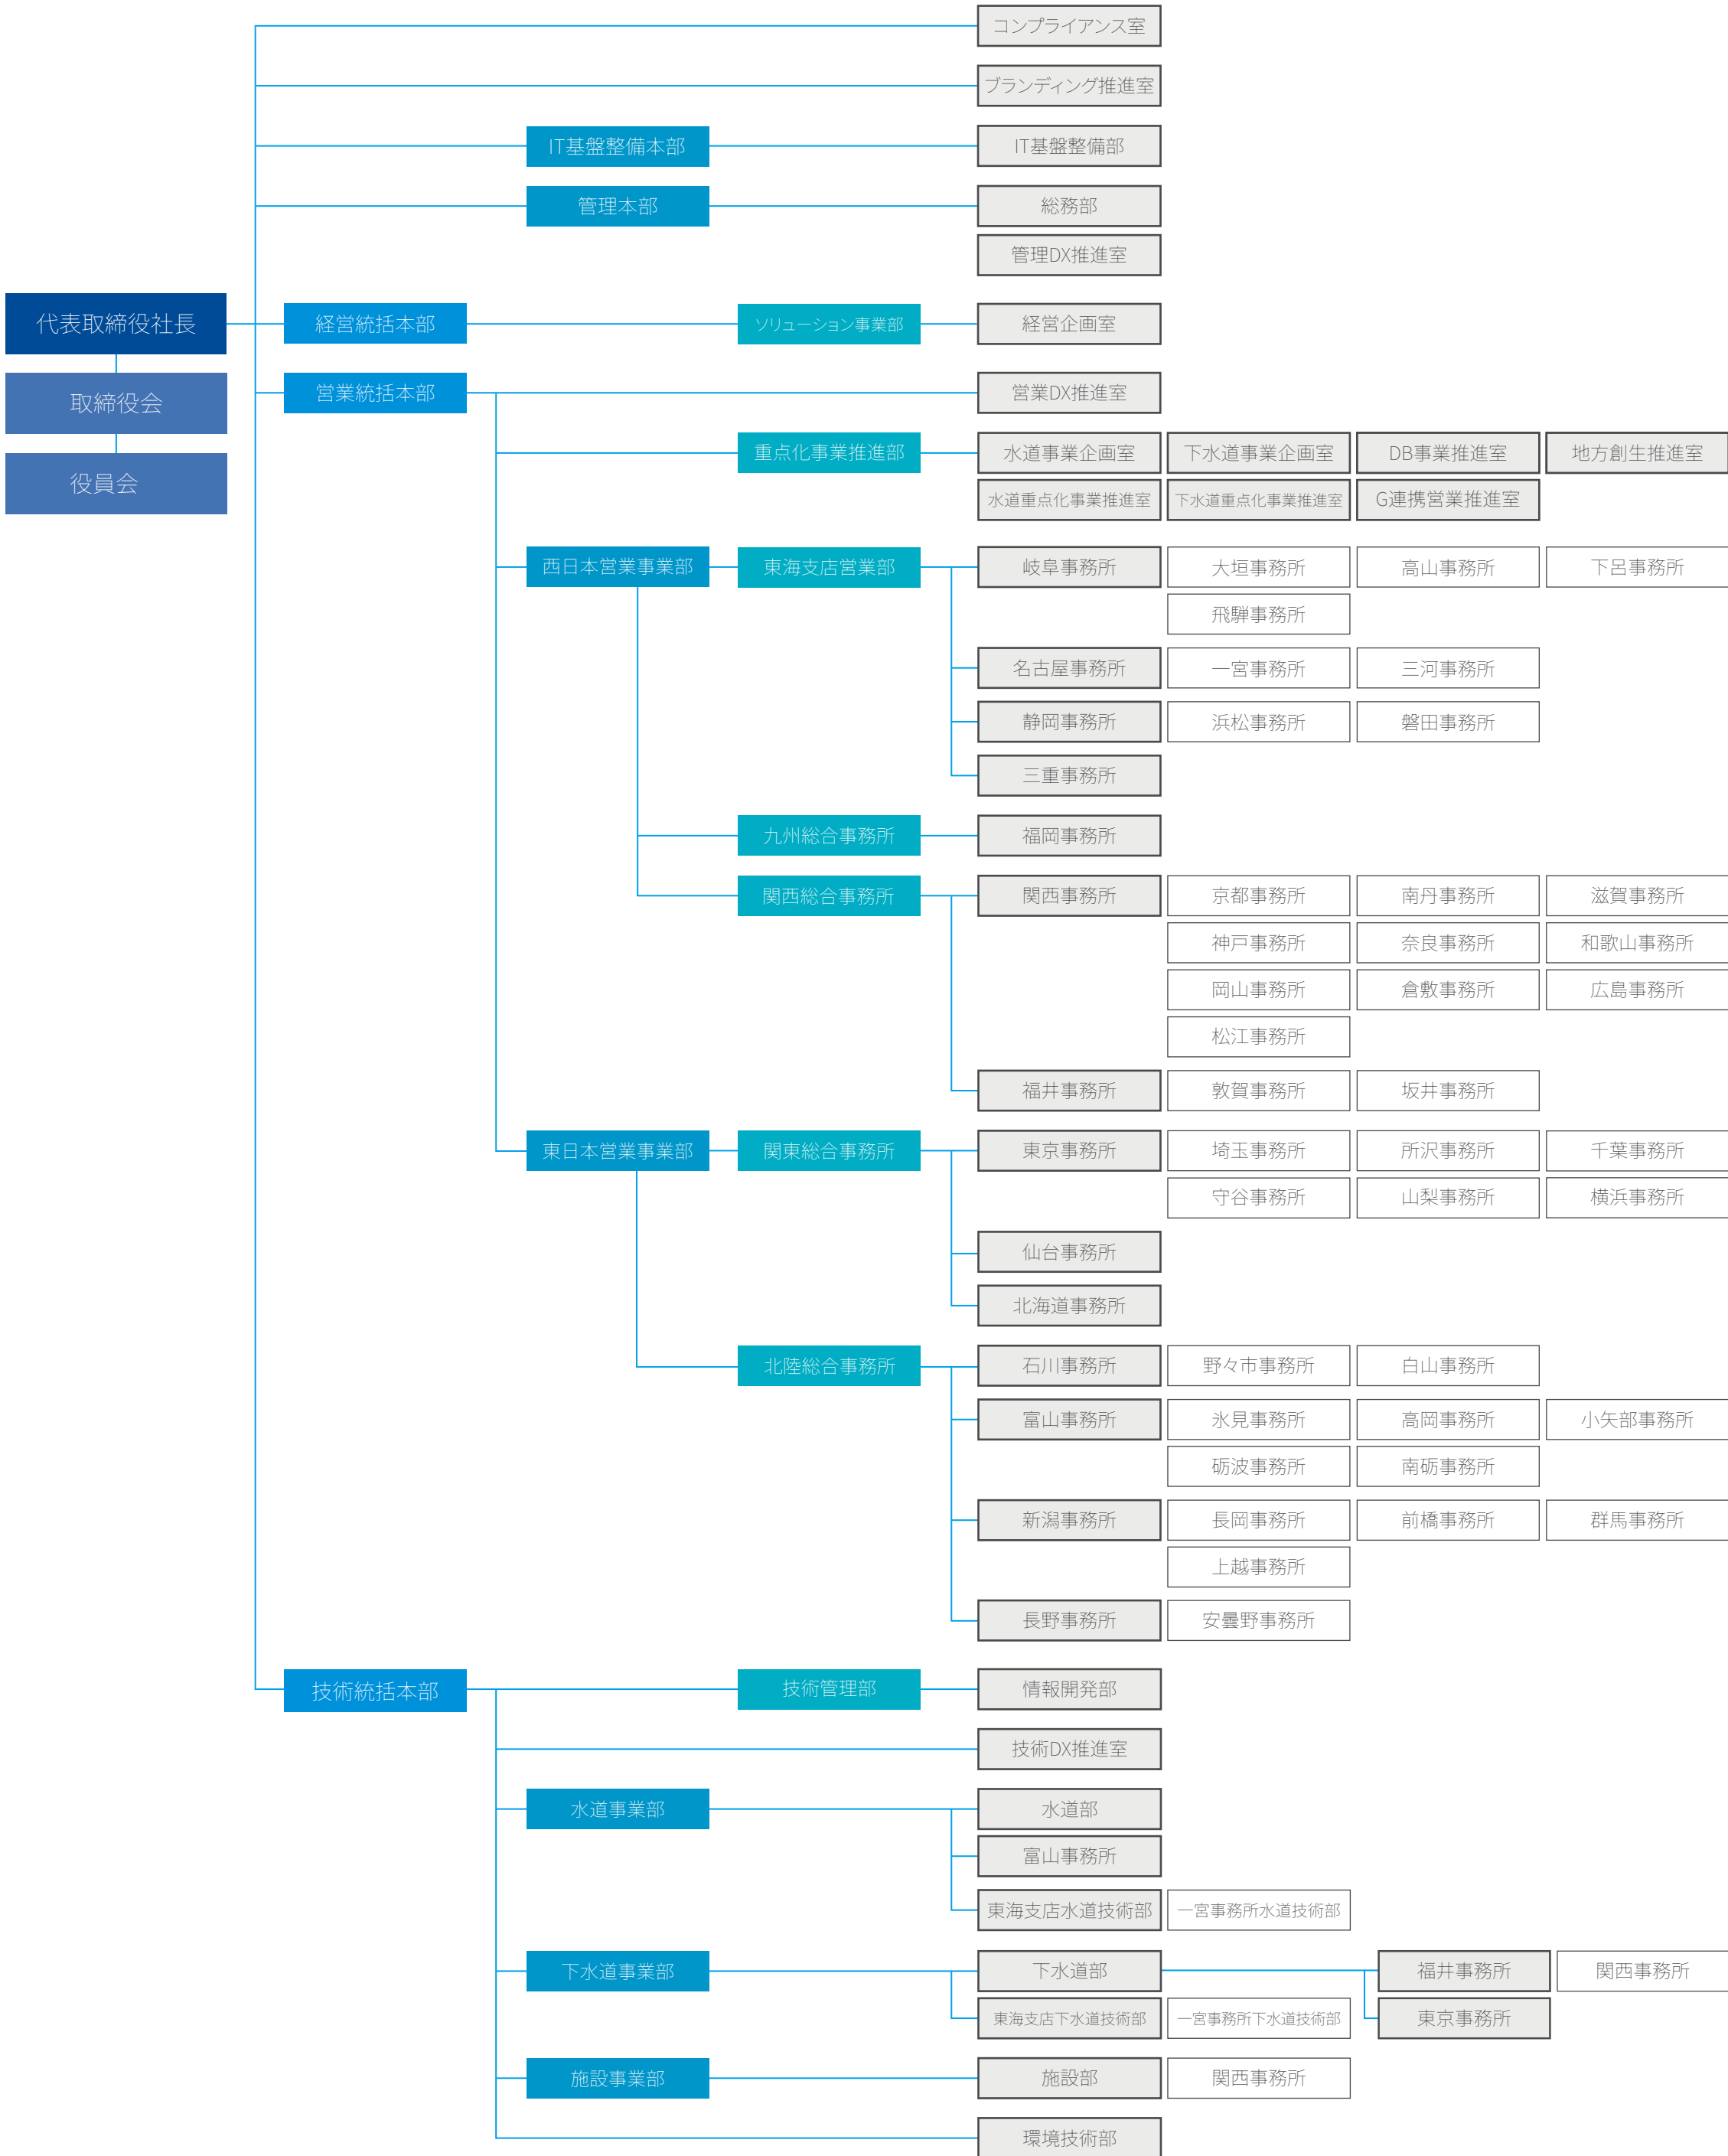 コンプライアンス室
ブランディング推進室
IT基盤整備本部
IT基盤整備部
管理本部
総務部
管理DX推進室
代表取締役社長
経営統括本部
ソリューション事業部
経営企画室
取締役会
営業統括本部
営業DX推進室
役員会
重点化事業推進部
水道事業企画室
下水道事業企画室
DB事業推進室
地方創生推進室
水道重点化事業推進室
下水道重点化事業推進室
G連携営業推進室
西日本営業事業部
東海支店営業部
岐阜事務所
大垣事務所
高山事務所
下呂事務所
飛騨事務所
名古屋事務所
一宮事務所
三河事務所
静岡事務所
浜松事務所
磐田事務所
三重事務所
九州総合事務所
福岡事務所
関西総合事務所
関西事務所
京都事務所
南丹事務所
滋賀事務所
神戸事務所
奈良事務所
和歌山事務所
岡山事務所
倉敷事務所
広島事務所
松江事務所
福井事務所
敦賀事務所
坂井事務所
東日本営業事業部
関東総合事務所
東京事務所
埼玉事務所
所沢事務所
千葉事務所
守谷事務所
山梨事務所
横浜事務所
仙台事務所
北海道事務所
北陸総合事務所
石川事務所
野々市事務所
白山事務所
富山事務所
氷見事務所
高岡事務所
小矢部事務所
砺波事務所
南砺事務所
新潟事務所
長岡事務所
前橋事務所
群馬事務所
上越事務所
長野事務所
安曇野事務所
技術統括本部
技術管理部
情報開発部
技術DX推進室
水道事業部
水道部
富山事務所
東海支店水道技術部
一宮事務所水道技術部
下水道事業部
下水道部
福井事務所
関西事務所
東海支店下水道技術部
一宮事務所下水道技術部
東京事務所
施設事業部
施設部
関西事務所
環境技術部